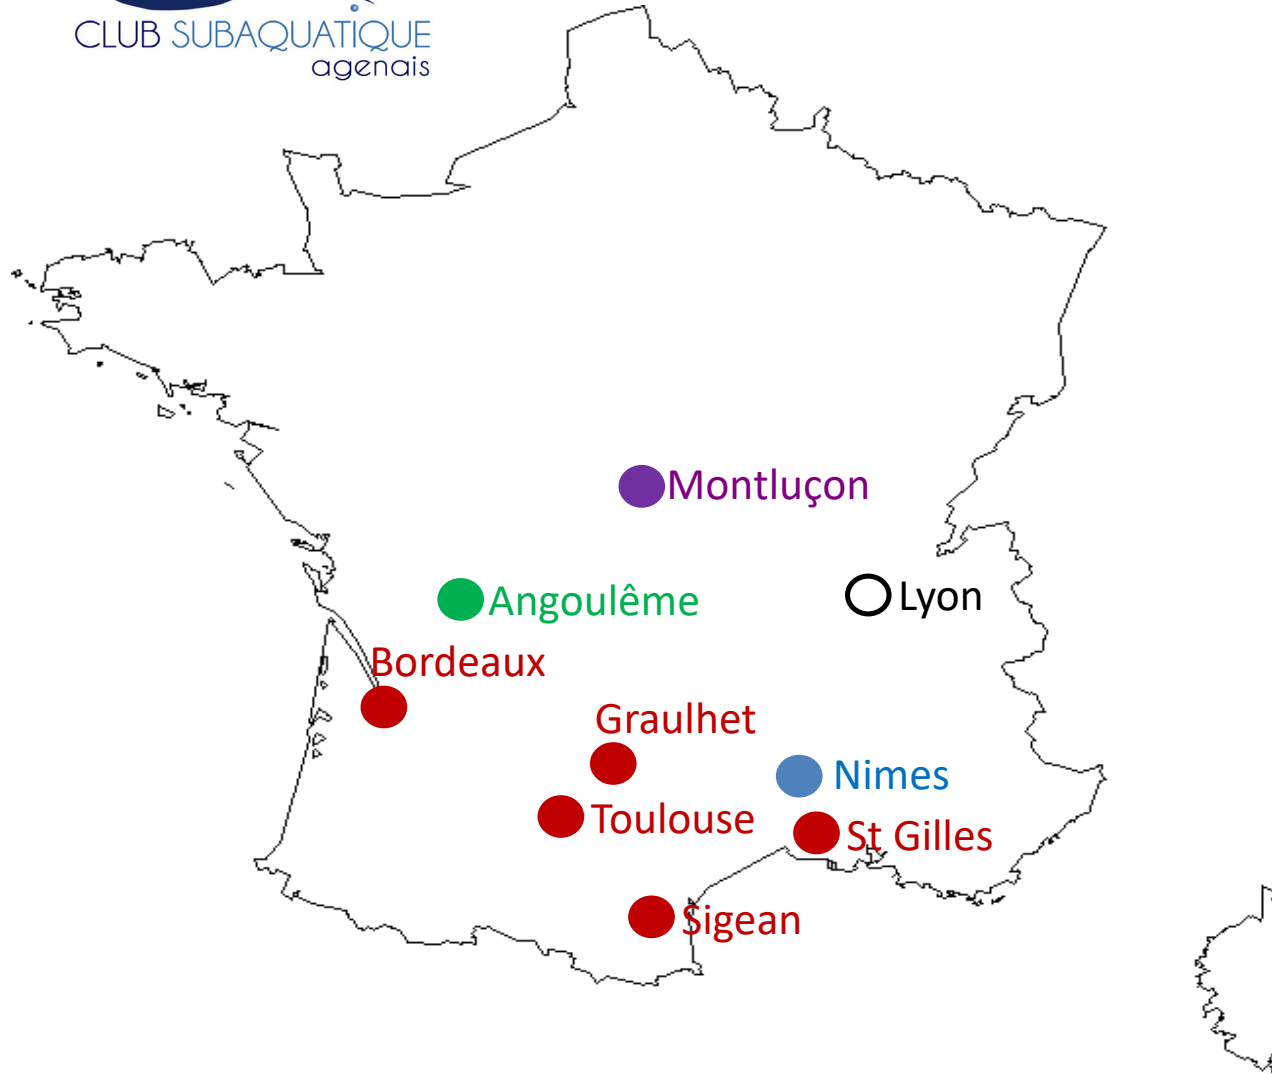 CLUB SUBAQUATIQUE
agenais
Montluçon
Angoulême
Lyon
Bordeaux
Graulhet
Nimes
Toulouse
St Gilles
Sigean